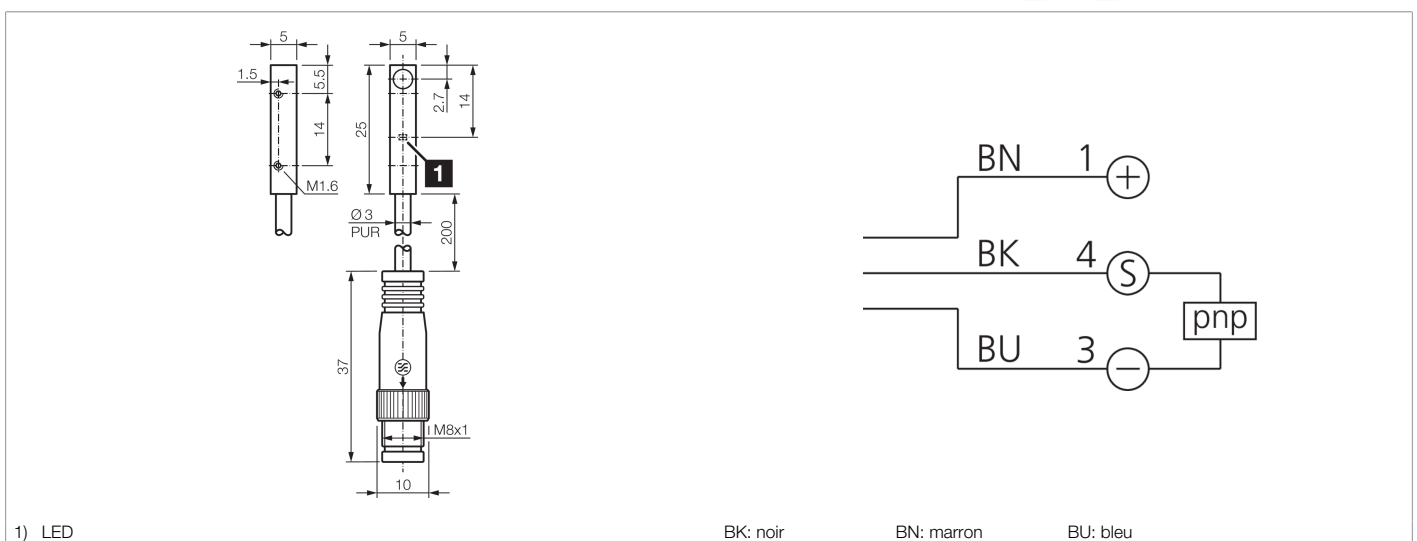 5 5
1.5 5.5
2.7 14
14 25
1
M1.6
Ø 3
PUR
200
37
M8x1
10
BN 1 +
BK 4 S
pnp
BU 3 −
1) LED
BK: noir BN: marron BU: bleu